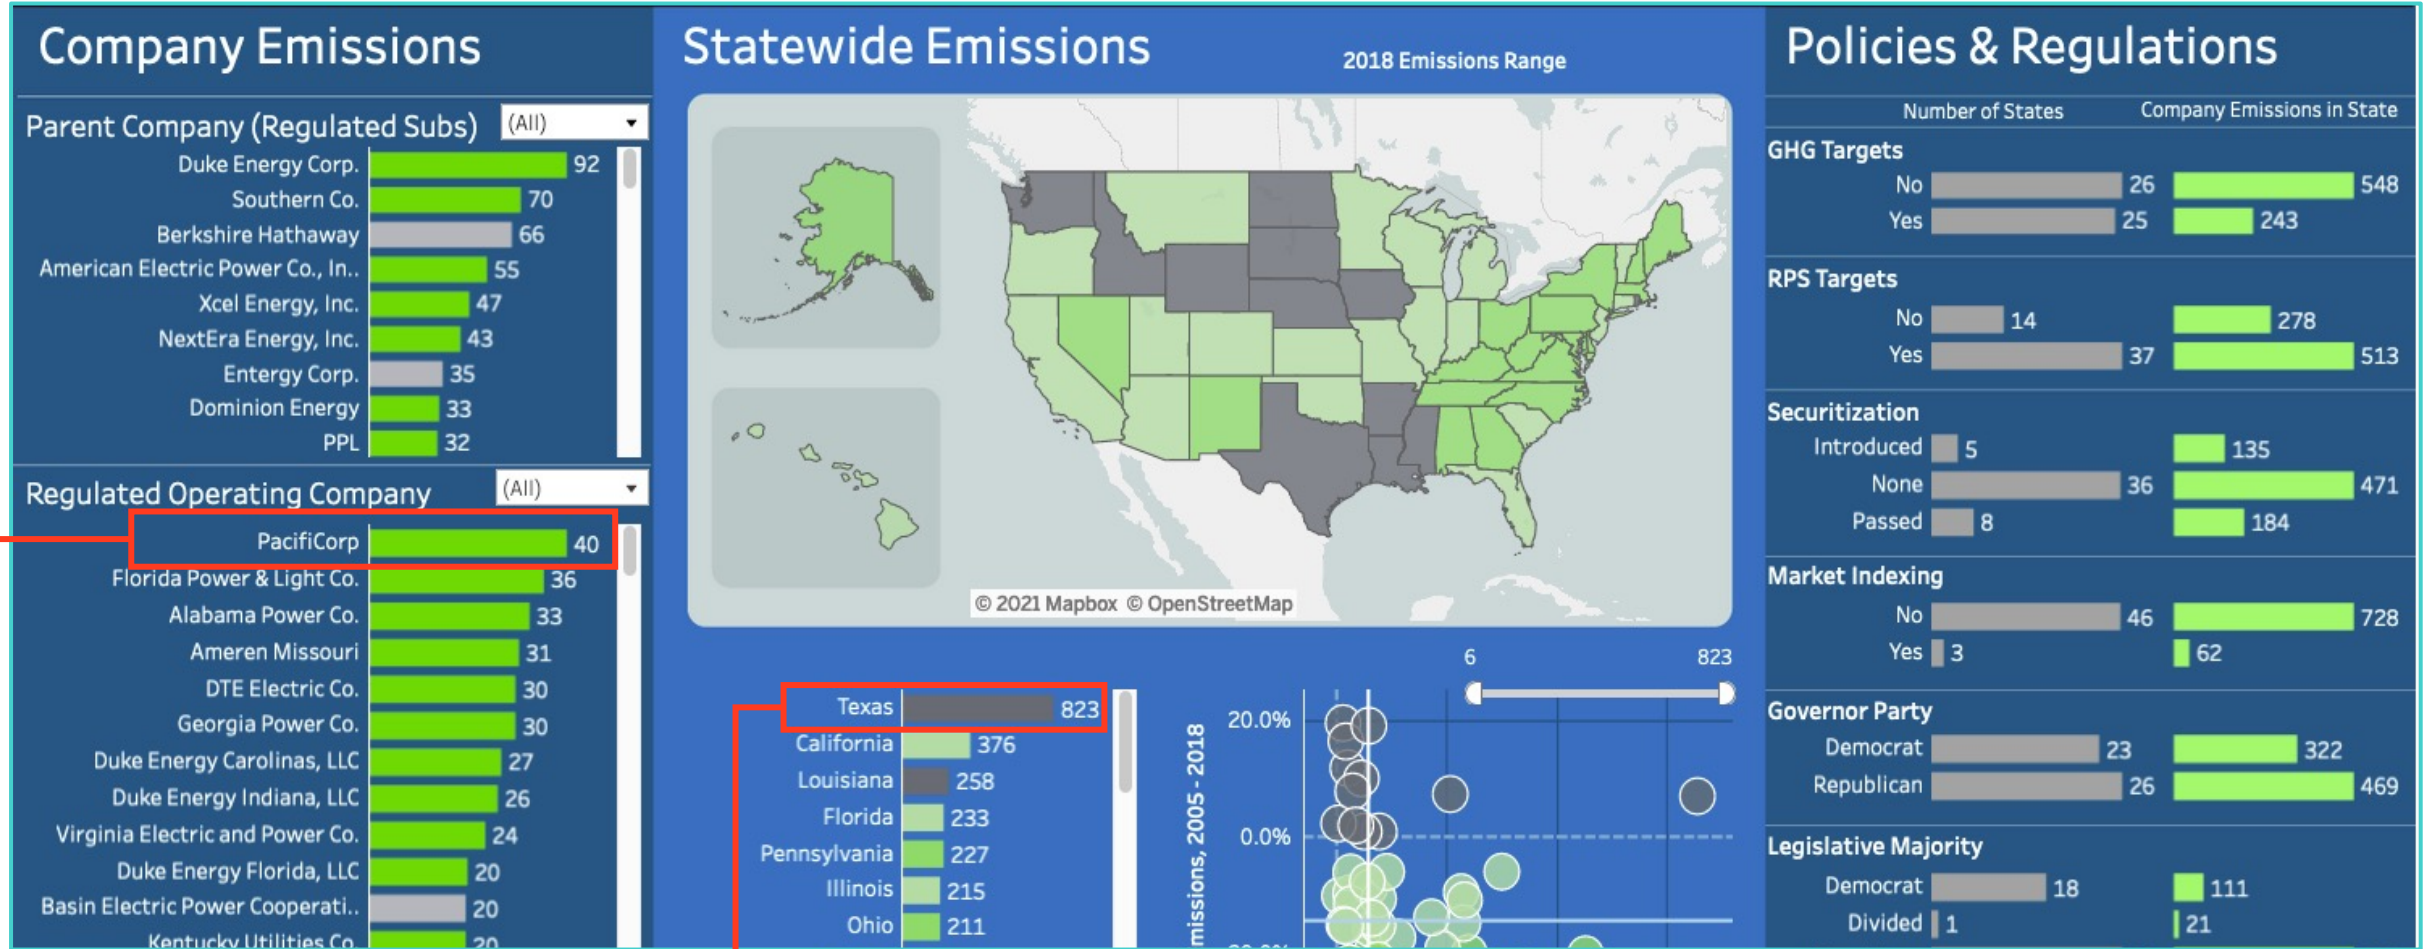 Company Emissions
Parent Company (Regulated Subs) (All)
Duke Energy Corp. 92
Southern Co. 70
Berkshire Hathaway 66
American Electric Power Co., In.. 55
Xcel Energy, Inc. 47
NextEra Energy, Inc. 43
Entergy Corp. 35
Dominion Energy 33
PPL 32
Regulated Operating Company (All)
PacifiCorp 40
Florida Power & Light Co. 36
Alabama Power Co. 33
Ameren Missouri 31
DTE Electric Co. 30
Georgia Power Co. 30
Duke Energy Carolinas, LLC 27
Duke Energy Indiana, LLC 26
Virginia Electric and Power Co. 24
Duke Energy Florida, LLC 20
Basin Electric Power Cooperati.. 20
Kentucky Utilities Co. 20
Statewide Emissions
2018 Emissions Range
© 2021 Mapbox © OpenStreetMap
6 823
Texas 823
California 376
Louisiana 258
Florida 233
Pennsylvania 227
Illinois 215
Ohio 211
20.0%
0.0%
missions, 2005 - 2018
Policies & Regulations
Number of States Company Emissions in State
GHG Targets
No 26 548
Yes 25 243
RPS Targets
No 14 278
Yes 37 513
Securitization
Introduced 5 135
None 36 471
Passed 8 184
Market Indexing
No 46 728
Yes 3 62
Governor Party
Democrat 23 322
Republican 26 469
Legislative Majority
Democrat 18 111
Divided 1 21